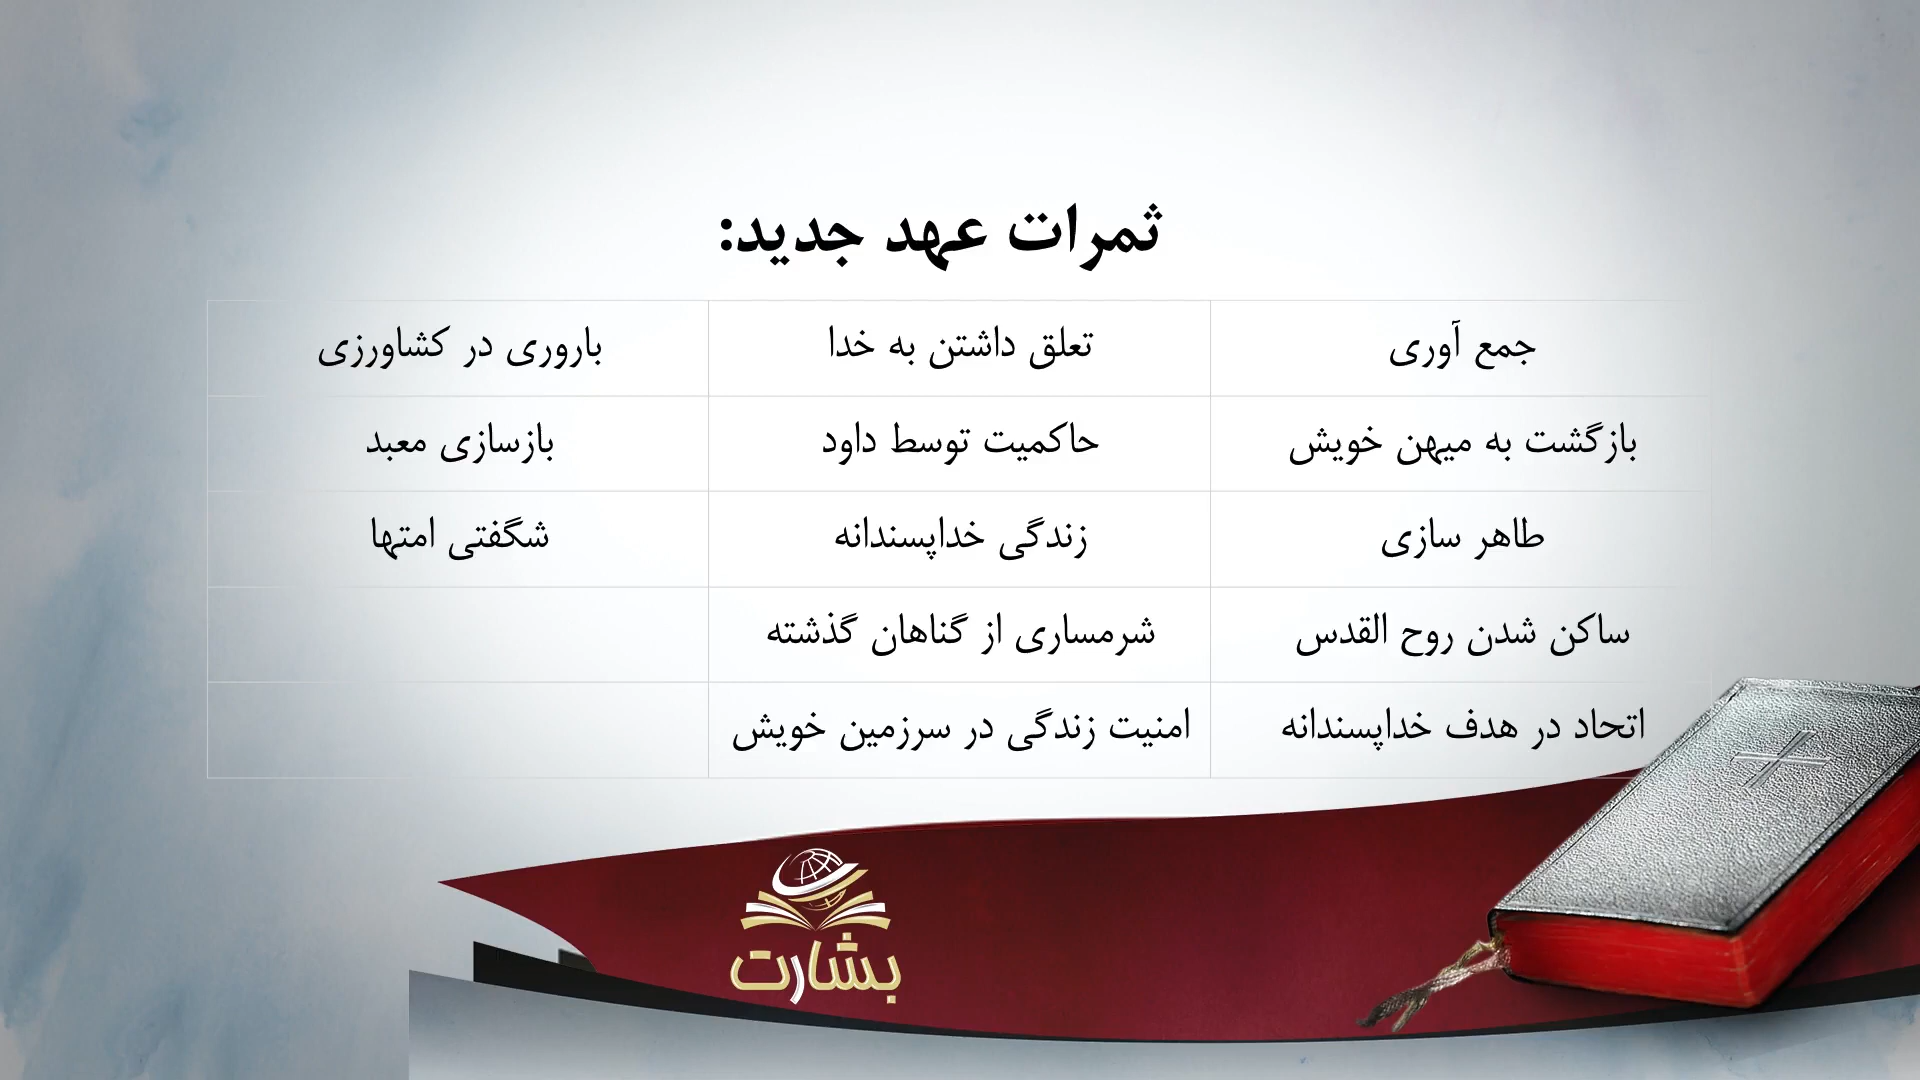 ثمرات عهد جدید:
جمع آوری	تعلق داشتن به خدا	باروری در کشاورزی
بازگشت به میهن خویش	حاکمیت توسط داود	بازسازی معبد
طاهر سازی	زندگی خداپسندانه	شگفتی امتها
ساکن شدن روح القدس	شرمساری از گناهان گذشته
اتحاد در هدف خداپسندانه	امنیت زندگی در سرزمین خویش
بشارت